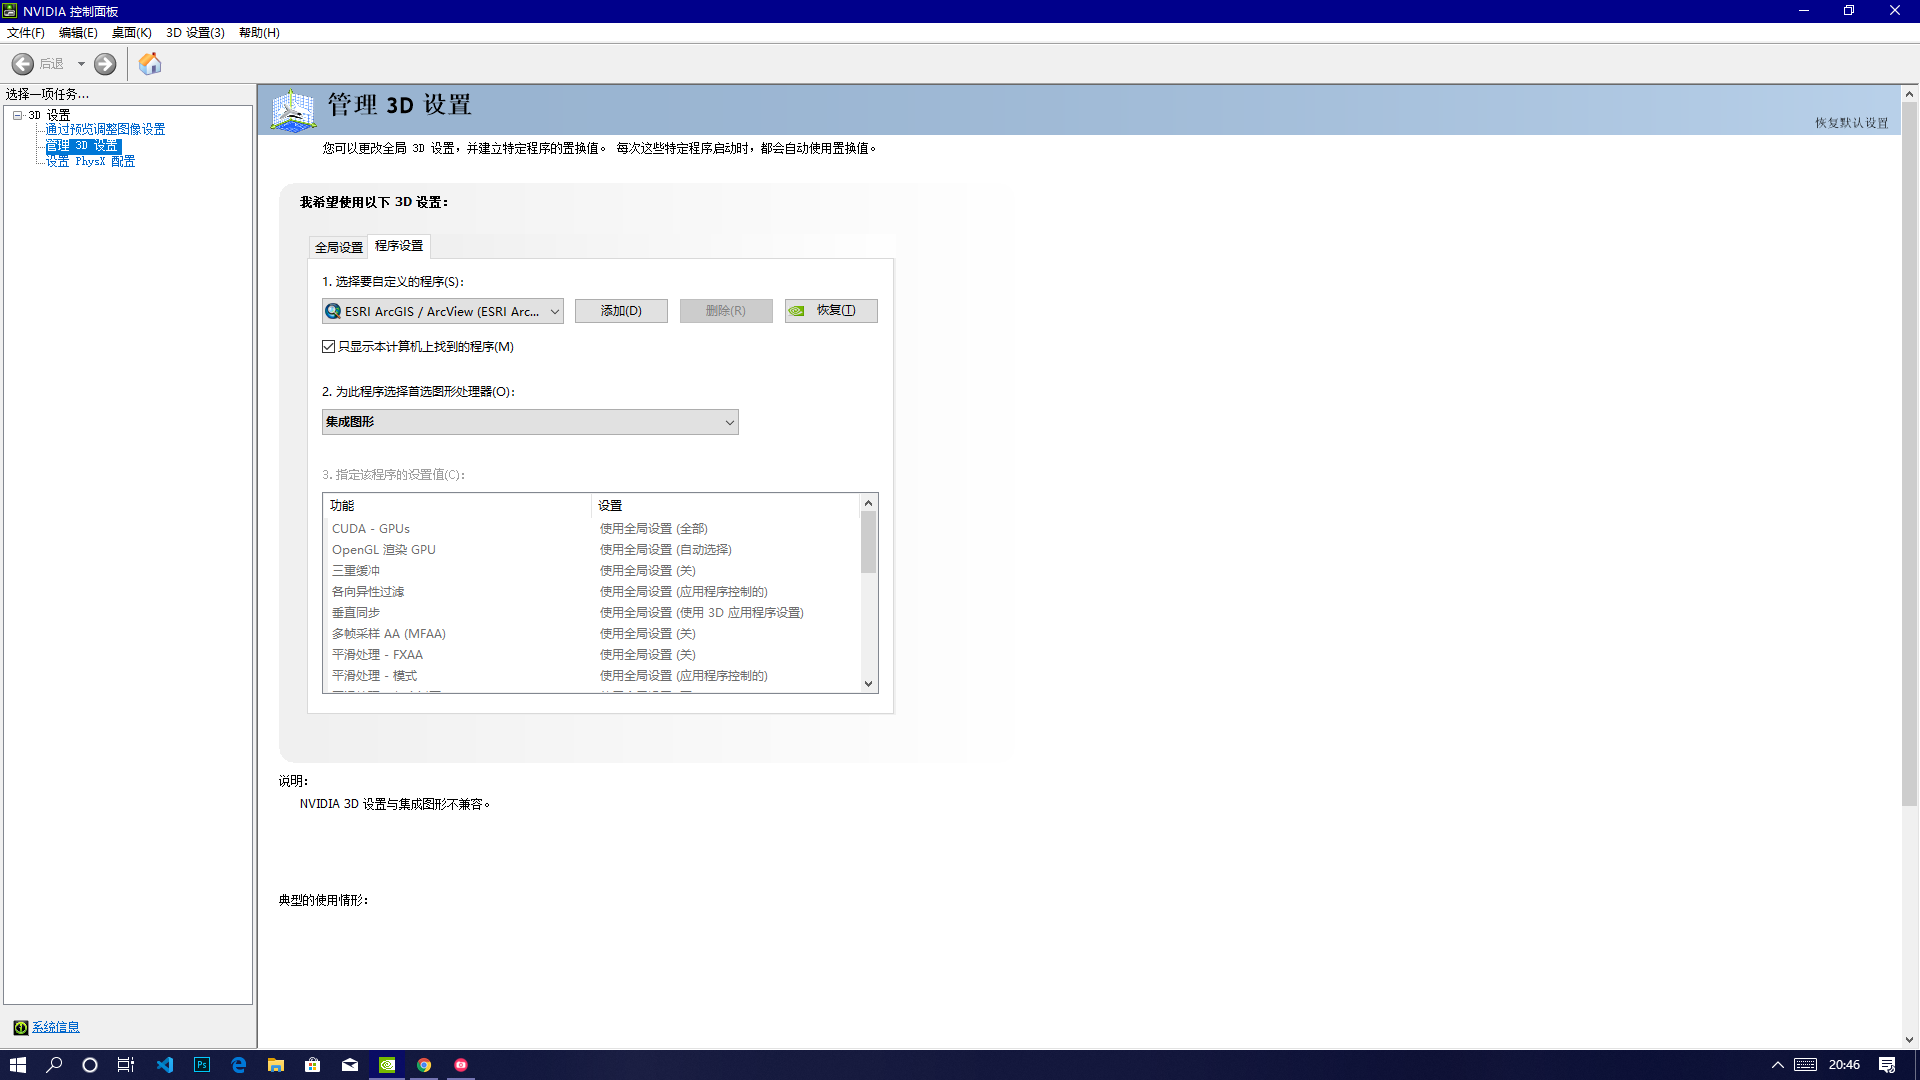 NVIDIA 控制面板
文件(F) 编辑(E) 桌面(K) 3D 设置(3) 帮助(H)
后退
选择一项任务...
3D 设置
通过预览调整图像设置
管理 3D 设置
设置 PhysX 配置
系统信息
管理 3D 设置
恢复默认设置
您可以更改全局 3D 设置，并建立特定程序的置换值。 每次这些特定程序启动时，都会自动使用置换值。
我希望使用以下 3D 设置:
全局设置 程序设置
1. 选择要自定义的程序(S):
ESRI ArcGIS / ArcView (ESRI Arc... 添加(D) 删除(R) 恢复(T)
只显示本计算机上找到的程序(M)
2. 为此程序选择首选图形处理器(O):
集成图形
3. 指定该程序的设置值(C):
功能 设置
CUDA - GPUs 使用全局设置 (全部)
OpenGL 渲染 GPU 使用全局设置 (自动选择)
三重缓冲 使用全局设置 (关)
各向异性过滤 使用全局设置 (应用程序控制的)
垂直同步 使用全局设置 (使用 3D 应用程序设置)
多帧采样 AA (MFAA) 使用全局设置 (关)
平滑处理 - FXAA 使用全局设置 (关)
平滑处理 - 模式 使用全局设置 (应用程序控制的)
说明:
NVIDIA 3D 设置与集成图形不兼容。
典型的使用情形:
Ps
20:46